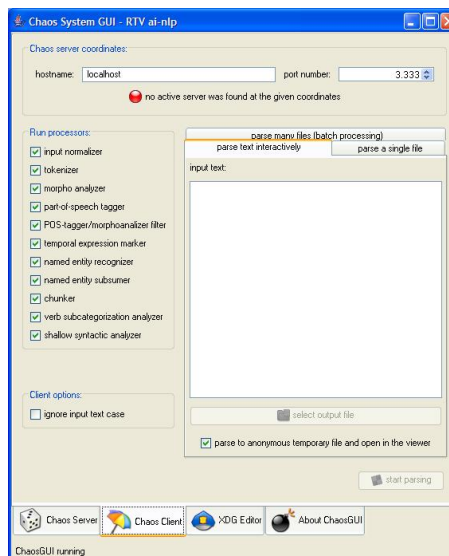 Chaos System GUI - RTV ai-nlp
Chaos server coordinates:
hostname: localhost port number: 3.333
no active server was found at the given coordinates
Run processors:
input normalizer
tokenizer
morpho analyzer
part-of-speech tagger
POS-tagger/morphoanalizer filter
temporal expression marker
named entity recognizer
named entity subsumer
chunker
verb subcategorization analyzer
shallow syntactic analyzer
Client options:
ignore input text case
parse many files (batch processing)
parse text interactively parse a single file
input text:
select output file
parse to anonymous temporary file and open in the viewer
start parsing
Chaos Server Chaos Client XDG Editor About ChaosGUI
ChaosGUI running